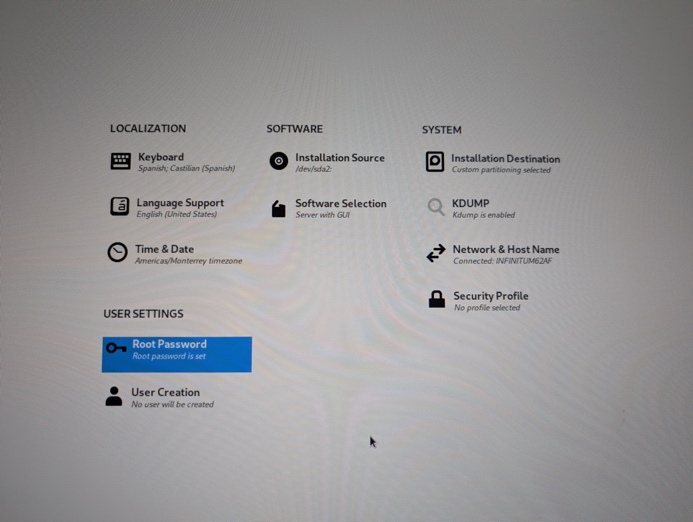 LOCALIZATION
Keyboard
Spanish; Castilian (Spanish)
Language Support
English (United States)
Time & Date
Americas/Monterrey timezone
SOFTWARE
Installation Source
/dev/sda2:
Software Selection
Server with GUI
SYSTEM
Installation Destination
Custom partitioning selected
KDUMP
Kdump is enabled
Network & Host Name
Connected: INFINITUM62AF
Security Profile
No profile selected
USER SETTINGS
Root Password
Root password is set
User Creation
No user will be created